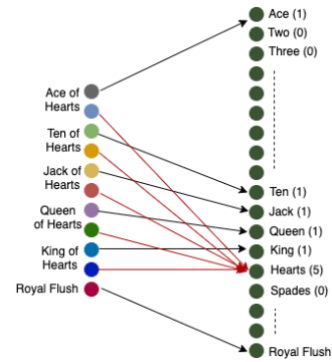 Ace of
Hearts
Ten of
Hearts
Jack of
Hearts
Queen
of Hearts
King of
Hearts
Royal Flush
Ace (1)
Two (0)
Three (0)
Ten (1)
Jack (1)
Queen (1)
King (1)
Hearts (5)
Spades (0)
Royal Flush